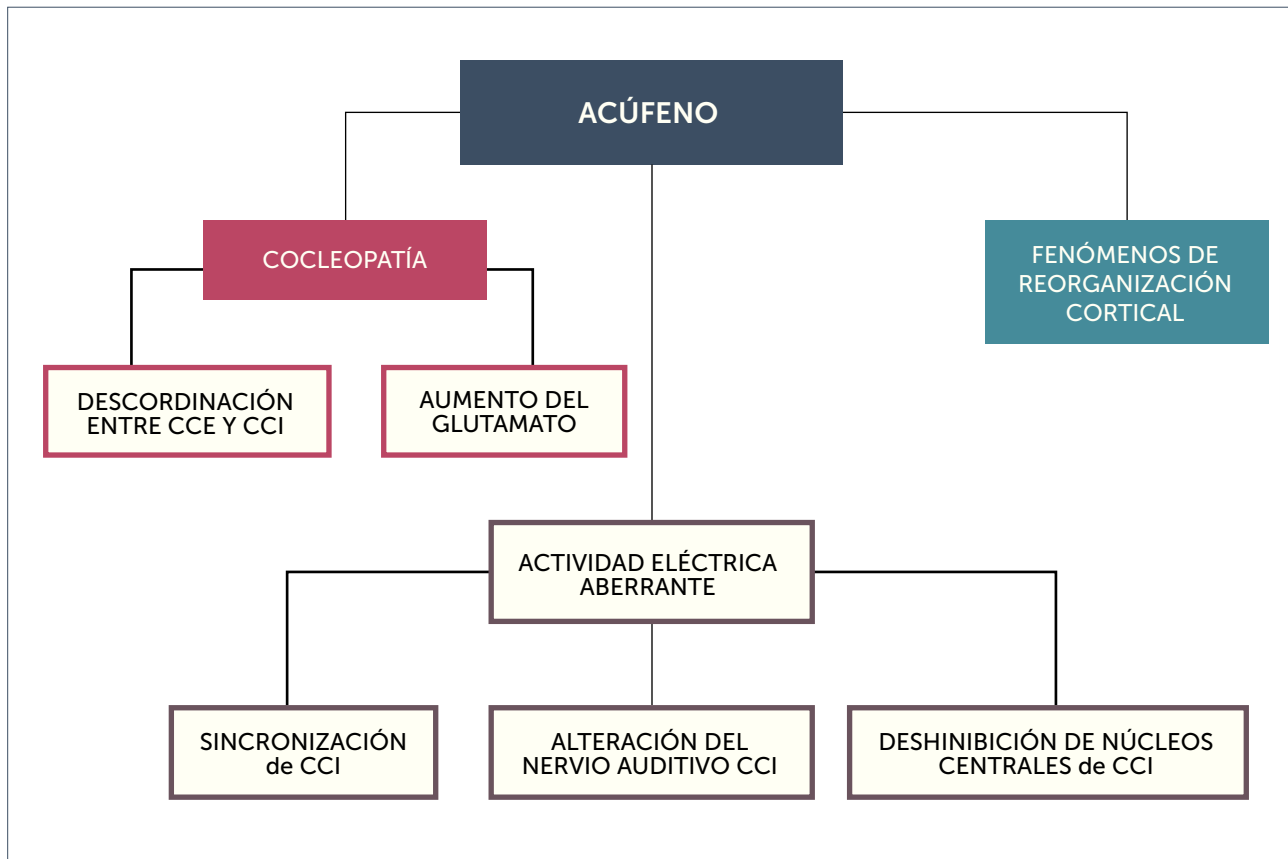 ACÚFENO
COCLEOPATÍA
FENÓMENOS DE
REORGANIZACIÓN
CORTICAL
DESCORDINACIÓN
ENTRE CCE Y CCI
AUMENTO DEL
GLUTAMATO
ACTIVIDAD ELÉCTRICA
ABERRANTE
SINCRONIZACIÓN
de CCI
ALTERACIÓN DEL
NERVIO AUDITIVO CCI
DESHINIBICIÓN DE NÚCLEOS
CENTRALES de CCI